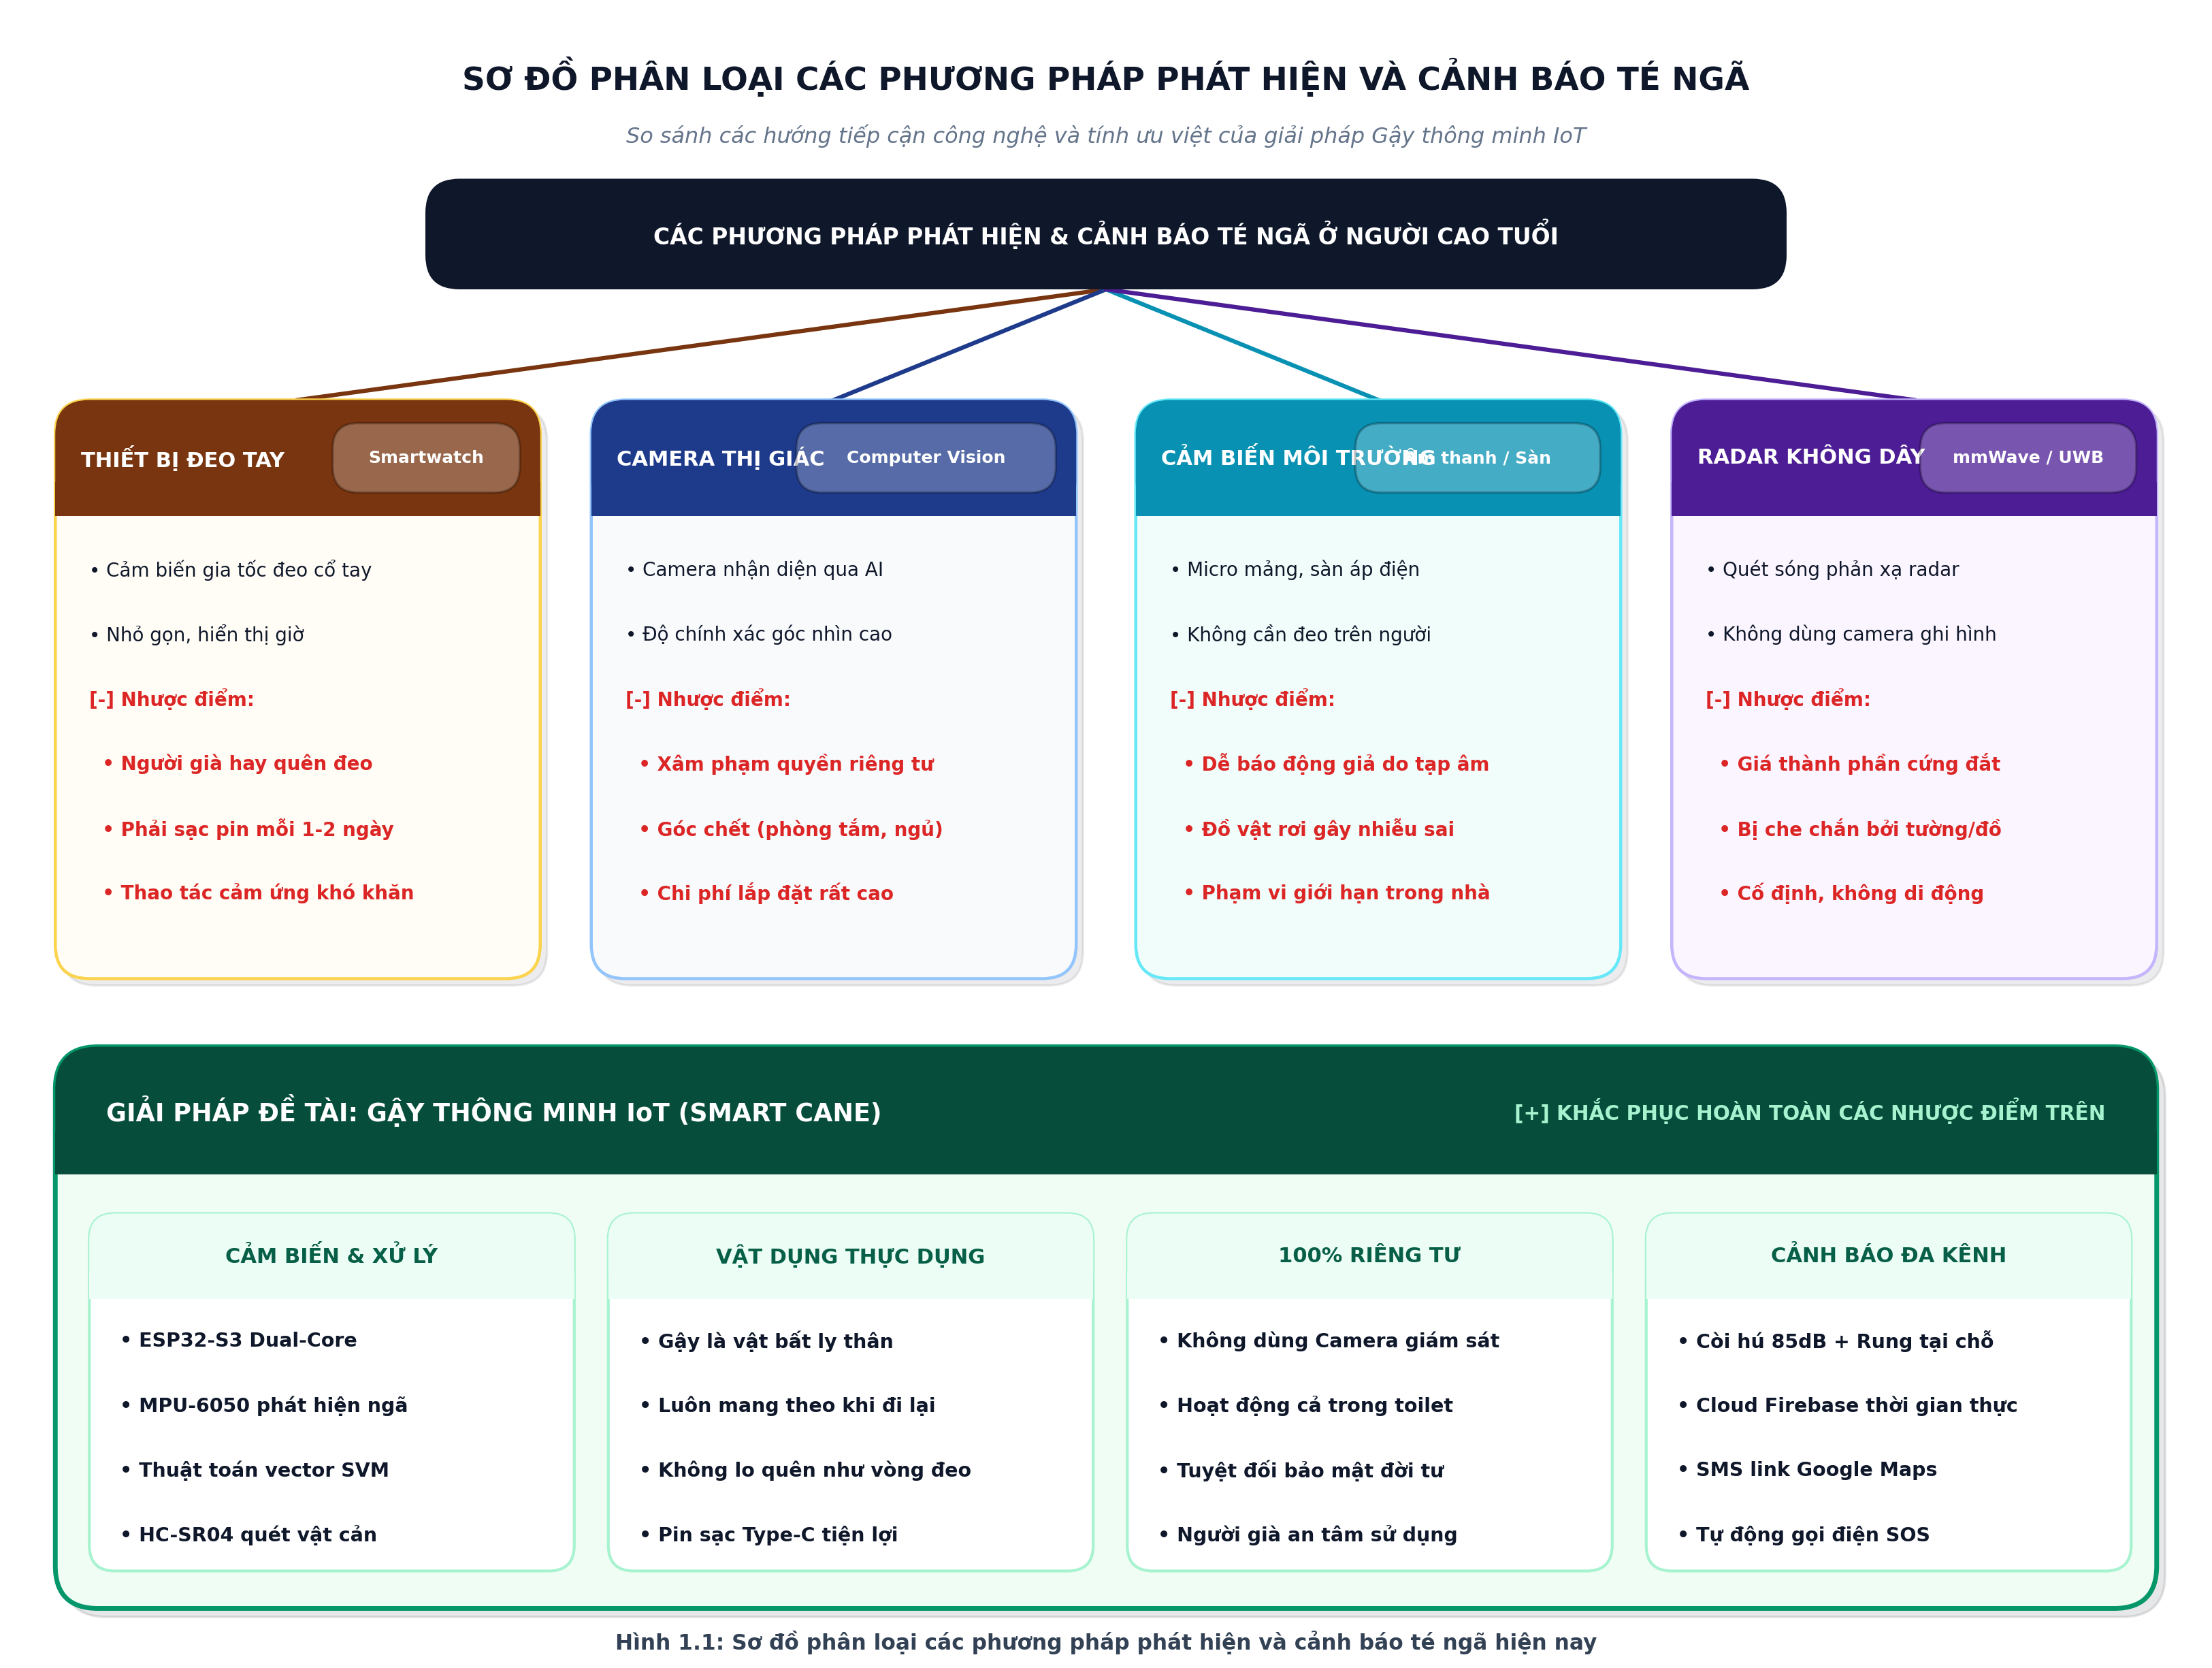 SƠ ĐỒ PHÂN LOẠI CÁC PHƯƠNG PHÁP PHÁT HIỆN VÀ CẢNH BÁO TÉ NGÃ
So sánh các hướng tiếp cận công nghệ và tính ưu việt của giải pháp Gậy thông minh IoT
CÁC PHƯƠNG PHÁP PHÁT HIỆN & CẢNH BÁO TÉ NGÃ Ở NGƯỜI CAO TUỔI
THIẾT BỊ ĐEO TAY
Smartwatch
• Cảm biến gia tốc đeo cổ tay
• Nhỏ gọn, hiển thị giờ
[-] Nhược điểm:
• Người già hay quên đeo
• Phải sạc pin mỗi 1-2 ngày
• Thao tác cảm ứng khó khăn
CAMERA THỊ GIÁC
Computer Vision
• Camera nhận diện qua AI
• Độ chính xác góc nhìn cao
[-] Nhược điểm:
• Xâm phạm quyền riêng tư
• Góc chết (phòng tắm, ngủ)
• Chi phí lắp đặt rất cao
CẢM BIẾN MÔI TRƯỜNG
Âm thanh / Sàn
• Micro mảng, sàn áp điện
• Không cần đeo trên người
[-] Nhược điểm:
• Dễ báo động giả do tạp âm
• Đồ vật rơi gây nhiễu sai
• Phạm vi giới hạn trong nhà
RADAR KHÔNG DÂY
mmWave / UWB
• Quét sóng phản xạ radar
• Không dùng camera ghi hình
[-] Nhược điểm:
• Giá thành phần cứng đắt
• Bị che chắn bởi tường/đồ
• Cố định, không di động
GIẢI PHÁP ĐỀ TÀI: GẬY THÔNG MINH IoT (SMART CANE)
[+] KHẮC PHỤC HOÀN TOÀN CÁC NHƯỢC ĐIỂM TRÊN
CẢM BIẾN & XỬ LÝ
• ESP32-S3 Dual-Core
• MPU-6050 phát hiện ngã
• Thuật toán vector SVM
• HC-SR04 quét vật cản
VẬT DỤNG THỰC DỤNG
• Gậy là vật bất ly thân
• Luôn mang theo khi đi lại
• Không lo quên như vòng đeo
• Pin sạc Type-C tiện lợi
100% RIÊNG TƯ
• Không dùng Camera giám sát
• Hoạt động cả trong toilet
• Tuyệt đối bảo mật đời tư
• Người già an tâm sử dụng
CẢNH BÁO ĐA KÊNH
• Còi hú 85dB + Rung tại chỗ
• Cloud Firebase thời gian thực
• SMS link Google Maps
• Tự động gọi điện SOS
Hình 1.1: Sơ đồ phân loại các phương pháp phát hiện và cảnh báo té ngã hiện nay